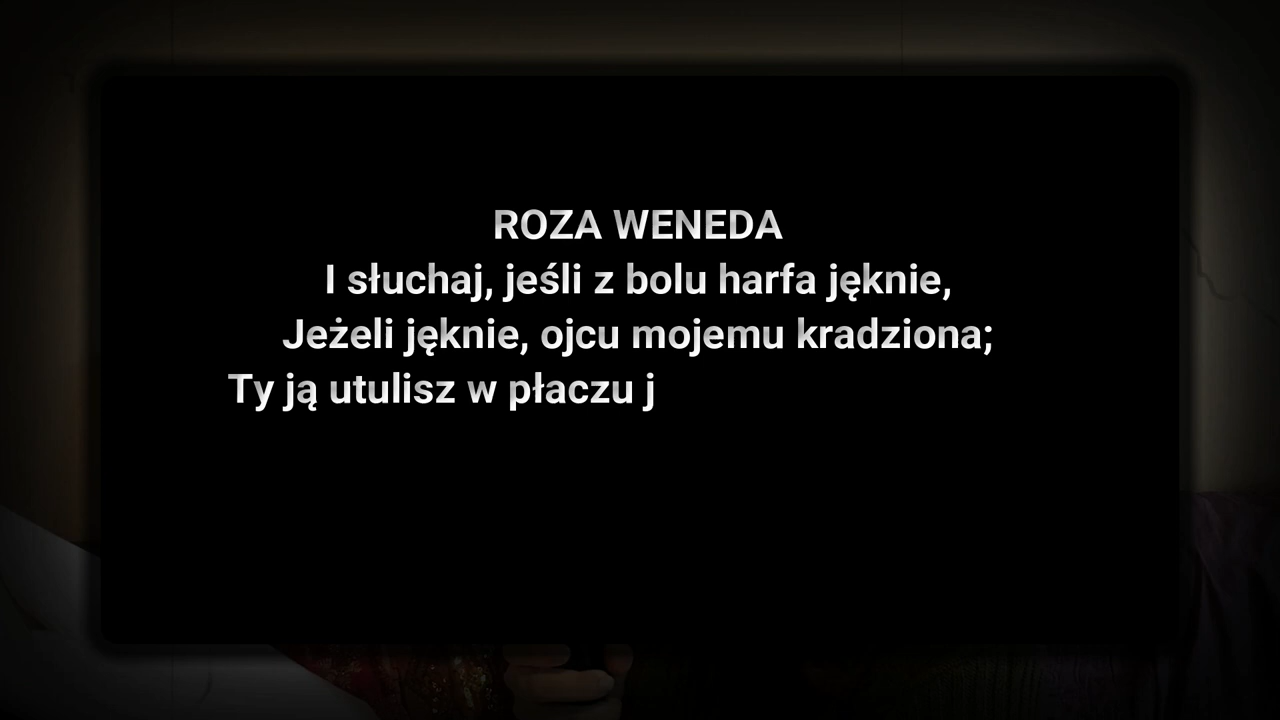 ROZA WENEDA
I słuchaj, jeśli z bolu harfa jęknie,
Jeżeli jęknie, ojcu mojemu kradziona;
Ty ją utulisz w płaczu j